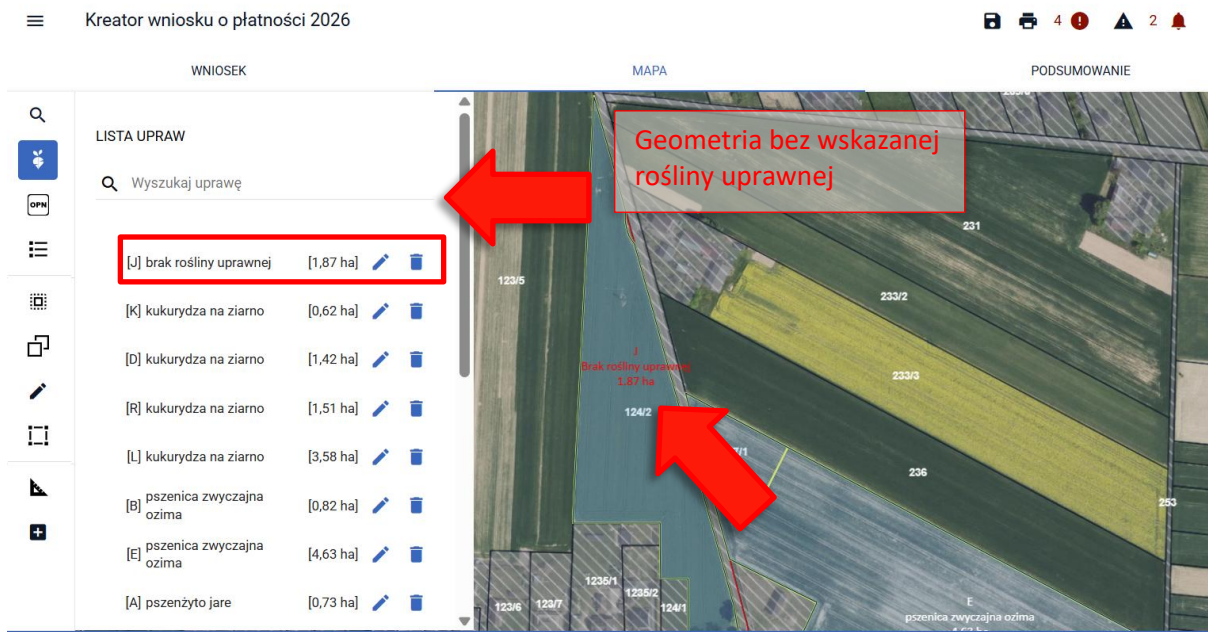 Kreator wniosku o płatności 2026
4
2
WNIOSEK
MAPA
PODSUMOWANIE
LISTA UPRAW
Wyszukaj uprawę
OPN
[J] brak rośliny uprawnej [1,87 ha]
[K] kukurydza na ziarno [0,62 ha]
[D] kukurydza na ziarno [1,42 ha]
[R] kukurydza na ziarno [1,51 ha]
[L] kukurydza na ziarno [3,58 ha]
[B] pszenica zwyczajna
ozima [0,82 ha]
[E] pszenica zwyczajna
ozima [4,63 ha]
[A] pszenżyto jare [0,73 ha]
Geometria bez wskazanej
rośliny uprawnej
231
123/5
233/2
J
Brak rośliny uprawnej
1.87 ha
233/3
124/2
236
253
1235/1
1235/2
123/6
123/7
124/1
E
pszenica zwyczajna ozima